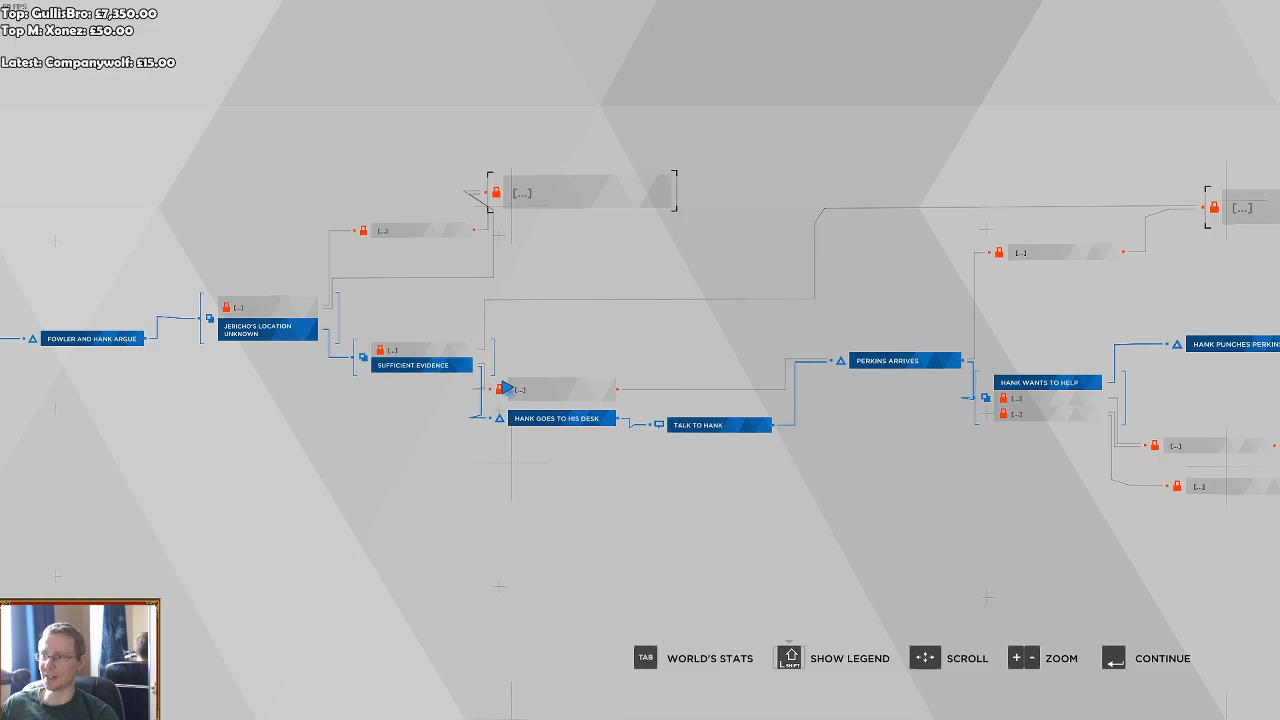 Top: GullisBro: £7,350.00
Top M: Xonez: £50.00
Latest: Companywolf: £15.00
[...]
[...]
[...]
[...]
[...]
JERICHO'S LOCATION
UNKNOWN
FOWLER AND HANK ARGUE
HANK PUNCHES PERKINS
[...]
SUFFICIENT EVIDENCE
PERKINS ARRIVES
HANK WANTS TO HELP
[...]
[...]
[...]
HANK GOES TO HIS DESK
TALK TO HANK
[...]
[...]
TAB WORLD'S STATS
L SHIFT SHOW LEGEND
SCROLL
+ - ZOOM
CONTINUE